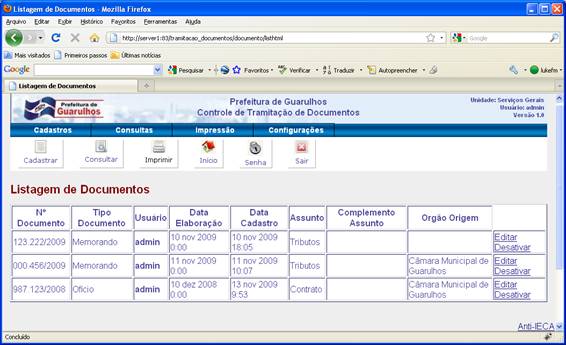 Listagem de Documentos - Mozilla Firefox
Arquivo Editar Exibir Histórico Favoritos Ferramentas Ajuda
http://server1:83/tramitacao_documentos/documento/listhtml
Google
Mais visitados Primeiros passos Últimas notícias
Google Pesquisar Favoritos Verificar Traduzir Autopreencher lukefm
Listagem de Documentos
Prefeitura de
Guarulhos
Prefeitura de Guarulhos
Controle de Tramitação de Documentos
Unidade: Serviços Gerais
Usuário: admin
Versão 1.0
Cadastros Consultas Impressão Configurações
Cadastrar Consultar Imprimir Início Senha Sair
Listagem de Documentos
Nº Documento Tipo Documento Usuário Data Elaboração Data Cadastro Assunto Complemento Assunto Orgão Origem
123.222/2009 Memorando admin 10 nov 2009 0:00 10 nov 2009 18:05 Tributos Editar Desativar
000.456/2009 Memorando admin 11 nov 2009 0:00 11 nov 2009 10:07 Tributos Câmara Municipal de Guarulhos Editar Desativar
987.123/2008 Ofício admin 10 dez 2008 0:00 13 nov 2009 9:53 Contrato Câmara Municipal de Guarulhos Editar Desativar
Anti-IECA
Concluído